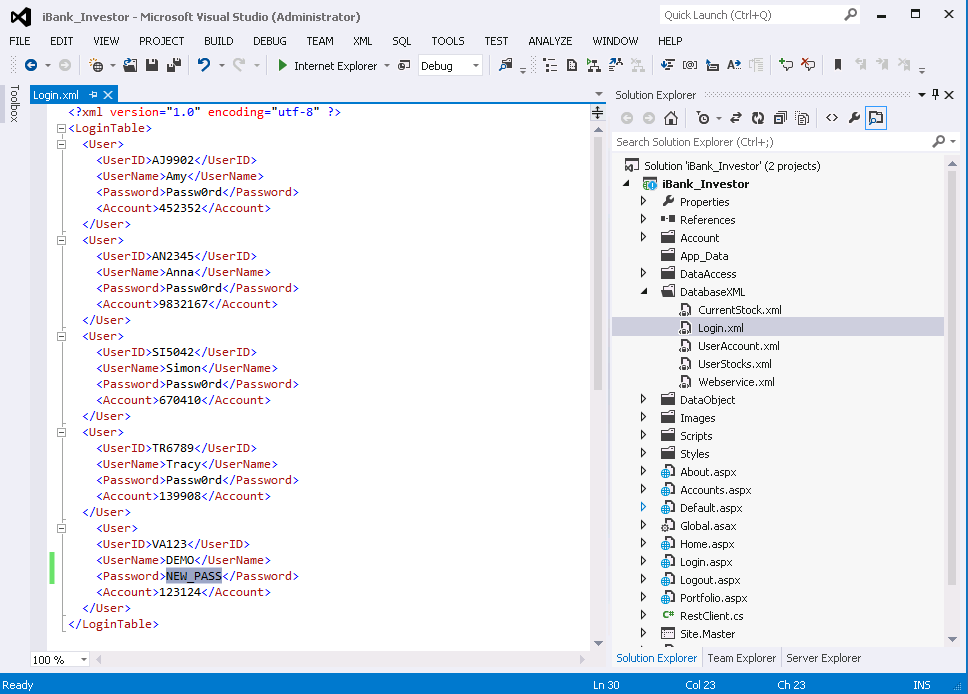 iBank_Investor - Microsoft Visual Studio (Administrator)
Quick Launch (Ctrl+Q)
FILE EDIT VIEW PROJECT BUILD DEBUG TEAM XML SQL TOOLS TEST ANALYZE WINDOW HELP
Internet Explorer Debug
Toolbox
Login.xml
<?xml version="1.0" encoding="utf-8" ?>
<LoginTable>
<User>
<UserID>AJ9902</UserID>
<UserName>Amy</UserName>
<Password>Passw0rd</Password>
<Account>452352</Account>
</User>
<User>
<UserID>AN2345</UserID>
<UserName>Anna</UserName>
<Password>Passw0rd</Password>
<Account>9832167</Account>
</User>
<User>
<UserID>SI5042</UserID>
<UserName>Simon</UserName>
<Password>Passw0rd</Password>
<Account>670410</Account>
</User>
<User>
<UserID>TR6789</UserID>
<UserName>Tracy</UserName>
<Password>Passw0rd</Password>
<Account>139908</Account>
</User>
<User>
<UserID>VA123</UserID>
<UserName>DEMO</UserName>
<Password>NEW_PASS</Password>
<Account>123124</Account>
</User>
</LoginTable>
100 %
Solution Explorer
Search Solution Explorer (Ctrl+;)
Solution 'iBank_Investor' (2 projects)
iBank_Investor
Properties
References
Account
App_Data
DataAccess
DatabaseXML
CurrentStock.xml
Login.xml
UserAccount.xml
UserStocks.xml
Webservice.xml
DataObject
Images
Scripts
Styles
About.aspx
Accounts.aspx
Default.aspx
Global.asax
Home.aspx
Login.aspx
Logout.aspx
Portfolio.aspx
C# RestClient.cs
Site.Master
Solution Explorer Team Explorer Server Explorer
Ready Ln 30 Col 23 Ch 23 INS